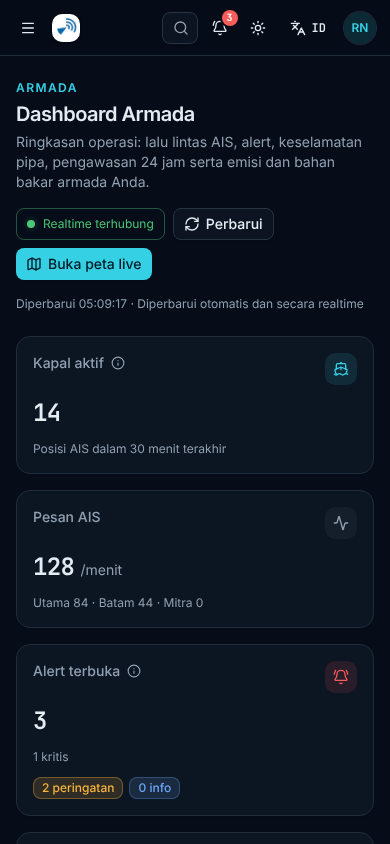 3
ID
RN
ARMADA
Dashboard Armada
Ringkasan operasi: lalu lintas AIS, alert, keselamatan
pipa, pengawasan 24 jam serta emisi dan bahan
bakar armada Anda.
Realtime terhubung
Perbarui
Buka peta live
Diperbarui 05:09:17 · Diperbarui otomatis dan secara realtime
Kapal aktif
14
Posisi AIS dalam 30 menit terakhir
Pesan AIS
128 /menit
Utama 84 · Batam 44 · Mitra 0
Alert terbuka
3
1 kritis
2 peringatan
0 info